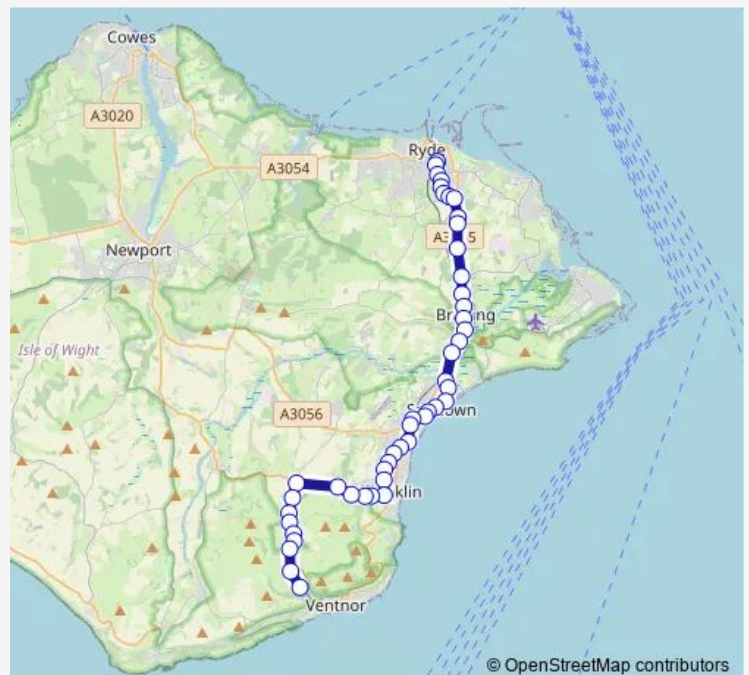 Cowes
A3020
Ryde
A3054
Newport
Isle of Wight
A3056
Ventnor
© OpenStreetMap contributors